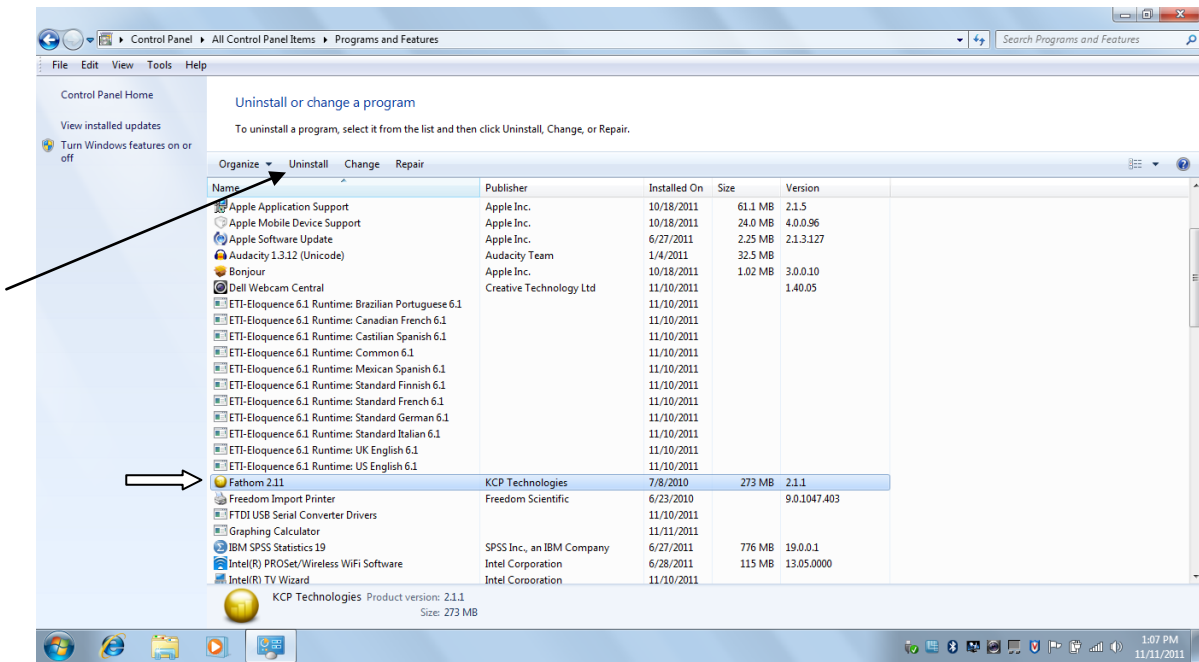 Control Panel ▸ All Control Panel Items ▸ Programs and Features Search Programs and Features
File Edit View Tools Help
Control Panel Home
View installed updates
Turn Windows features on or
off
Uninstall or change a program
To uninstall a program, select it from the list and then click Uninstall, Change, or Repair.
Organize Uninstall Change Repair
Name Publisher Installed On Size Version
Apple Application Support Apple Inc. 10/18/2011 61.1 MB 2.1.5
Apple Mobile Device Support Apple Inc. 10/18/2011 24.0 MB 4.0.0.96
Apple Software Update Apple Inc. 6/27/2011 2.25 MB 2.1.3.127
Audacity 1.3.12 (Unicode) Audacity Team 1/4/2011 32.5 MB
Bonjour Apple Inc. 10/18/2011 1.02 MB 3.0.0.10
Dell Webcam Central Creative Technology Ltd 11/10/2011 1.40.05
ETI-Eloquence 6.1 Runtime: Brazilian Portuguese 6.1 11/10/2011
ETI-Eloquence 6.1 Runtime: Canadian French 6.1 11/10/2011
ETI-Eloquence 6.1 Runtime: Castilian Spanish 6.1 11/10/2011
ETI-Eloquence 6.1 Runtime: Common 6.1 11/10/2011
ETI-Eloquence 6.1 Runtime: Mexican Spanish 6.1 11/10/2011
ETI-Eloquence 6.1 Runtime: Standard Finnish 6.1 11/10/2011
ETI-Eloquence 6.1 Runtime: Standard French 6.1 11/10/2011
ETI-Eloquence 6.1 Runtime: Standard German 6.1 11/10/2011
ETI-Eloquence 6.1 Runtime: Standard Italian 6.1 11/10/2011
ETI-Eloquence 6.1 Runtime: UK English 6.1 11/10/2011
ETI-Eloquence 6.1 Runtime: US English 6.1 11/10/2011
Fathom 2.11 KCP Technologies 7/8/2010 273 MB 2.1.1
Freedom Import Printer Freedom Scientific 6/23/2010 9.0.1047.403
FTDI USB Serial Converter Drivers 11/10/2011
Graphing Calculator 11/11/2011
IBM SPSS Statistics 19 SPSS Inc., an IBM Company 6/27/2011 776 MB 19.0.0.1
Intel(R) PROSet/Wireless WiFi Software Intel Corporation 6/28/2011 115 MB 13.05.0000
Intel(R) TV Wizard Intel Corporation 11/10/2011
KCP Technologies Product version: 2.1.1
Size: 273 MB
1:07 PM
11/11/2011